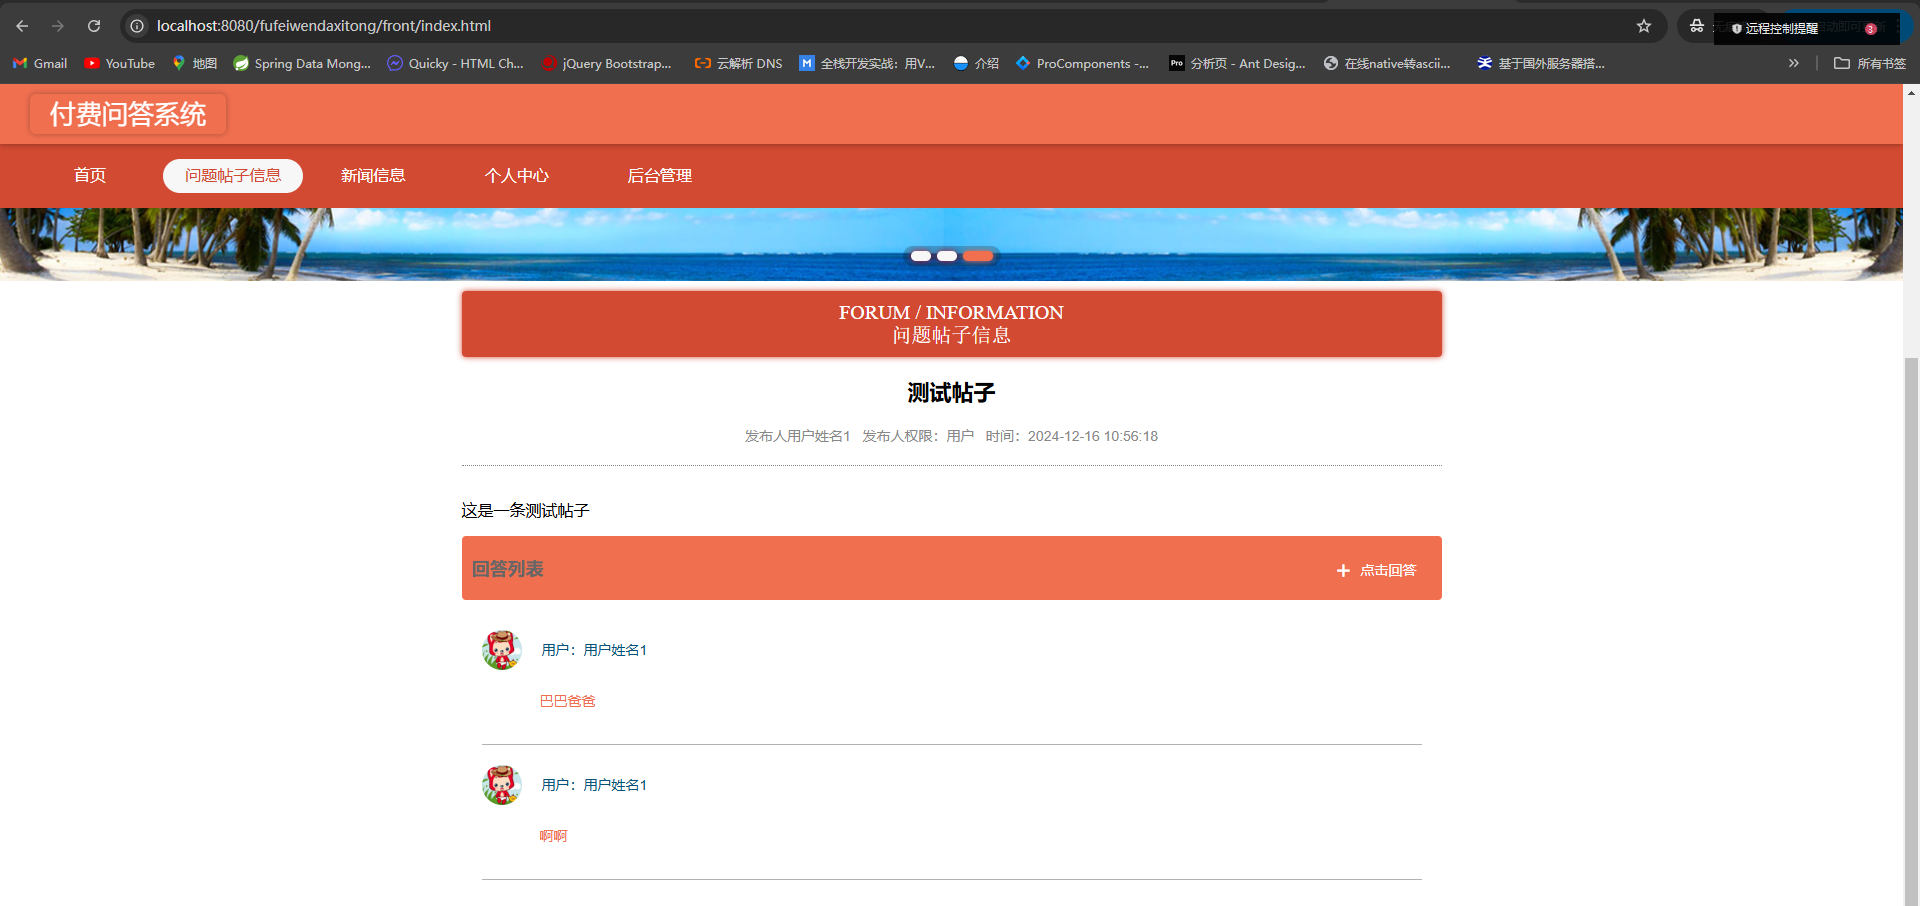 localhost:8080/fufeiwendaxitong/front/index.html
远程控制提醒
3
Gmail
YouTube
地图
Spring Data Mong...
Quicky - HTML Ch...
jQuery Bootstrap...
云解析 DNS
全栈开发实战：用V...
介绍
ProComponents -...
分析页 - Ant Desig...
在线native转ascii...
基于国外服务器搭...
所有书签
付费问答系统
首页
问题帖子信息
新闻信息
个人中心
后台管理
FORUM / INFORMATION
问题帖子信息
测试帖子
发布人用户姓名1 发布人权限：用户 时间：2024-12-16 10:56:18
这是一条测试帖子
回答列表
点击回答
用户：用户姓名1
巴巴爸爸
用户：用户姓名1
啊啊